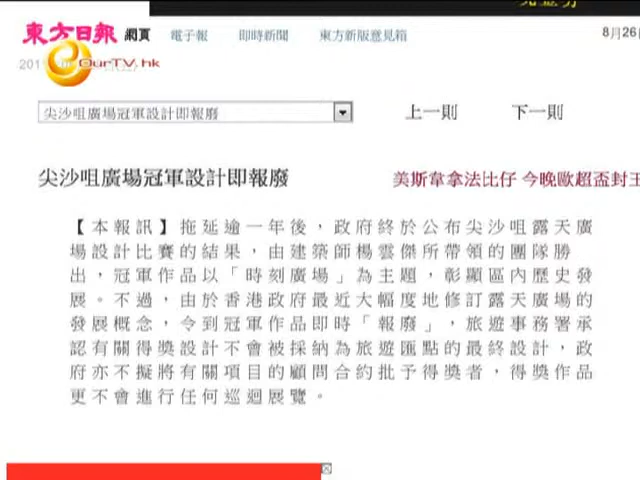 東方日報 網頁 電子報 即時新聞 東方新版意見箱 8月26日
OurTV.hk
尖沙咀廣場冠軍設計即報廢 上一則 下一則
尖沙咀廣場冠軍設計即報廢 美斯韋拿法比仔 今晚歐超盃封王
【本報訊】拖延逾一年後，政府終於公布尖沙咀露天廣
場設計比賽的結果，由建築師楊雲傑所帶領的團隊勝
出，冠軍作品以「時刻廣場」為主題，彰顯區內歷史發
展。不過，由於香港政府最近大幅度地修訂露天廣場的
發展概念，令到冠軍作品即時「報廢」，旅遊事務署承
認有關得獎設計不會被採納為旅遊匯點的最終設計，政
府亦不擬將有關項目的顧問合約批予得獎者，得獎作品
更不會進行任何巡迴展覽。